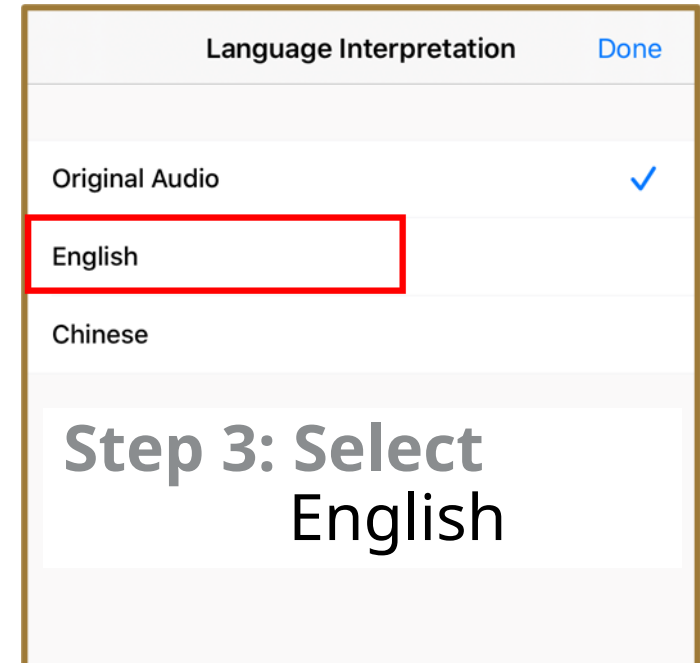 Language Interpretation Done
Original Audio
English
Chinese
Step 3: Select
English